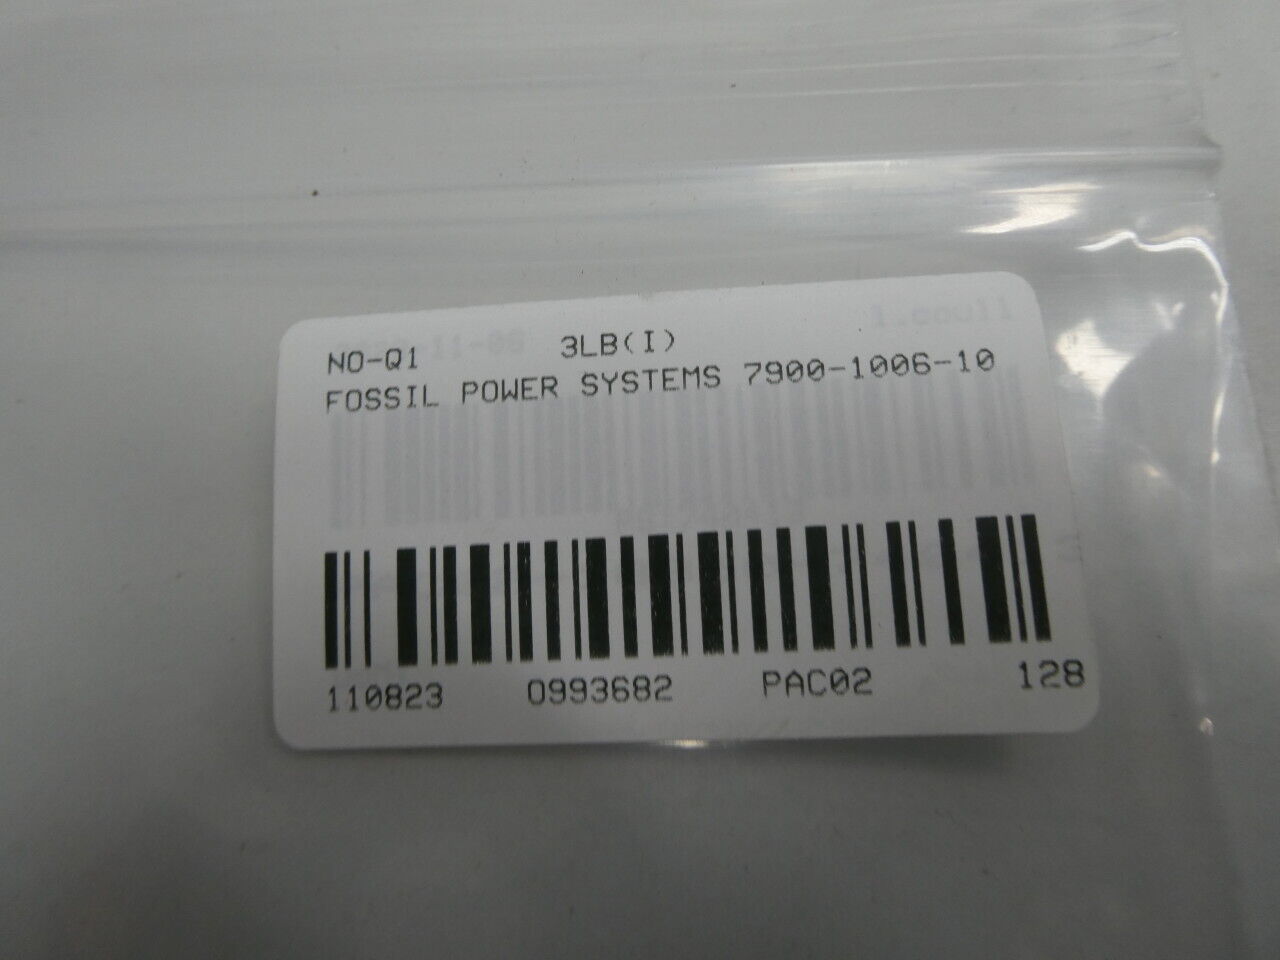 NO-Q1 3LB(I)
FOSSIL POWER SYSTEMS 7900-1006-10
110823 0993682 PAC02 128